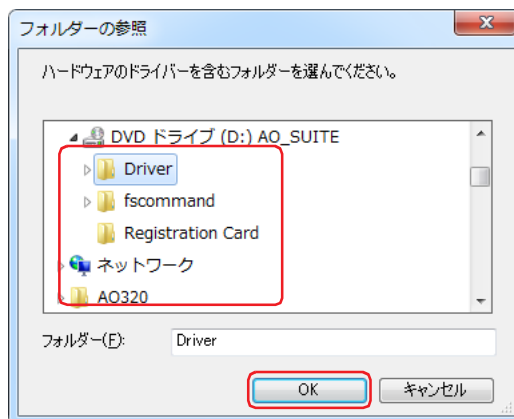 フォルダーの参照
ハードウェアのドライバーを含むフォルダーを選んでください。
DVD ドライブ (D:) AO_SUITE
Driver
fscommand
Registration Card
ネットワーク
AO320
フォルダー(F): Driver
OK キャンセル